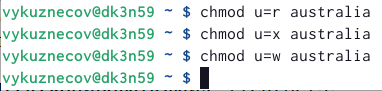 vykuznecov@dk3n59 ~ $ chmod u=r australia
vykuznecov@dk3n59 ~ $ chmod u=x australia
vykuznecov@dk3n59 ~ $ chmod u=w australia
vykuznecov@dk3n59 ~ $